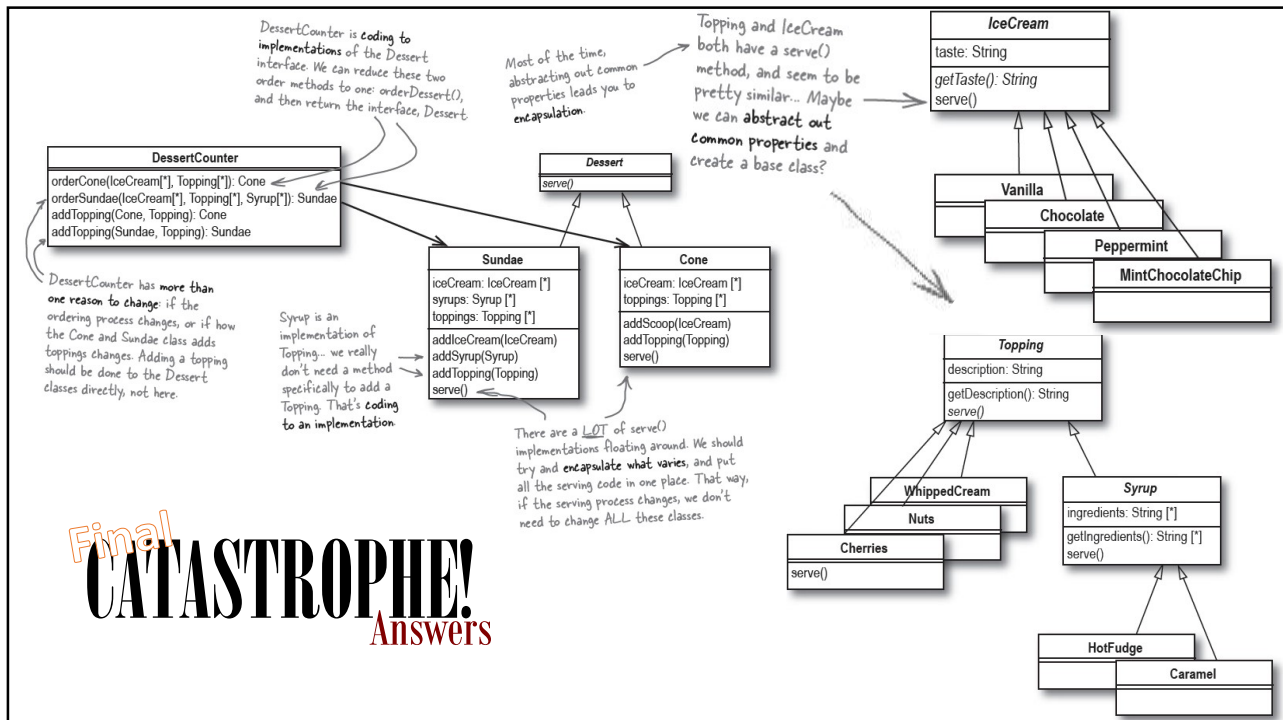 DessertCounter is coding to
implementations of the Dessert
interface. We can reduce these two
order methods to one: orderDessert(),
and then return the interface, Dessert
Most of the time,
abstracting out common
properties leads you to
encapsulation.
Topping and IceCream
both have a serve()
method, and seem to be
pretty similar... Maybe
we can abstract out
common properties and
create a base class?
IceCream
taste: String
getTaste(): String
serve()
Vanilla
Chocolate
Peppermint
MintChocolateChip
DessertCounter
orderCone(IceCream[*], Topping[*]): Cone
orderSundae(IceCream[*], Topping[*], Syrup[*]): Sundae
addTopping(Cone, Topping): Cone
addTopping(Sundae, Topping): Sundae
Dessert
serve()
DessertCounter has more than
one reason to change: if the
ordering process changes, or if how
the Cone and Sundae class adds
toppings changes. Adding a topping
should be done to the Dessert
classes directly, not here.
Syrup is an
implementation of
Topping... we really
don't need a method
specifically to add a
Topping. That's coding
to an implementation.
Sundae
iceCream: IceCream [*]
syrups: Syrup [*]
toppings: Topping [*]
addIceCream(IceCream)
addSyrup(Syrup)
addTopping(Topping)
serve()
Cone
iceCream: IceCream [*]
toppings: Topping [*]
addScoop(IceCream)
addTopping(Topping)
serve()
There are a LOT of serve()
implementations floating around. We should
try and encapsulate what varies, and put
all the serving code in one place. That way,
if the serving process changes, we don't
need to change ALL these classes.
Topping
description: String
getDescription(): String
serve()
WhippedCream
Nuts
Cherries
serve()
Syrup
ingredients: String [*]
getIngredients(): String [*]
serve()
HotFudge
Caramel
Final
CATASTROPHE!
Answers